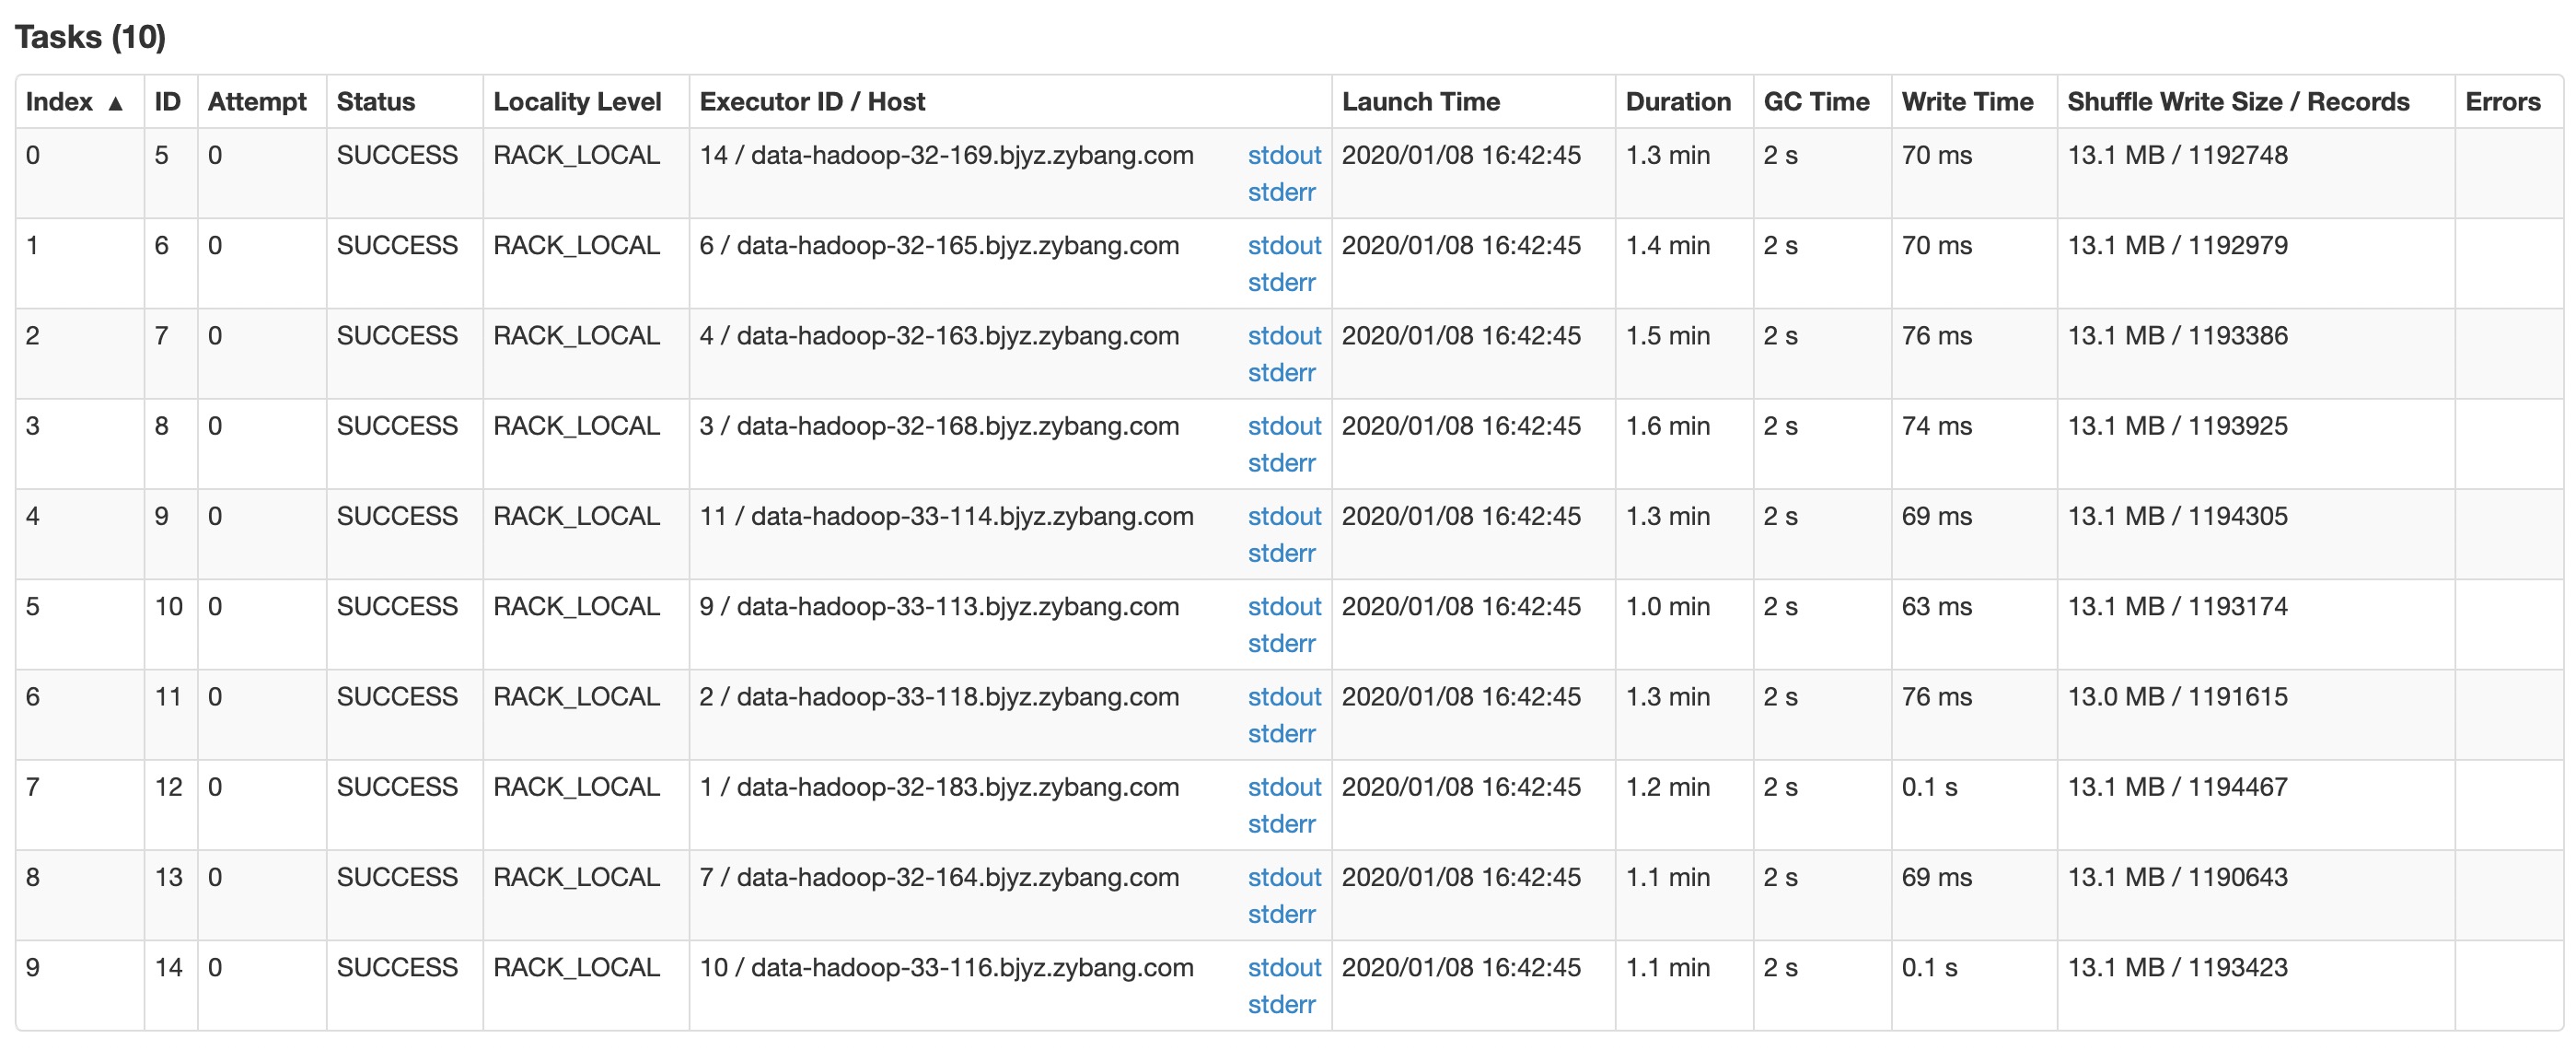 Tasks (10)
Index ▲ ID Attempt Status Locality Level Executor ID / Host Launch Time Duration GC Time Write Time Shuffle Write Size / Records Errors
0 5 0 SUCCESS RACK_LOCAL 14 / data-hadoop-32-169.bjyz.zybang.com stdout 2020/01/08 16:42:45 1.3 min 2 s 70 ms 13.1 MB / 1192748
stderr
1 6 0 SUCCESS RACK_LOCAL 6 / data-hadoop-32-165.bjyz.zybang.com stdout 2020/01/08 16:42:45 1.4 min 2 s 70 ms 13.1 MB / 1192979
stderr
2 7 0 SUCCESS RACK_LOCAL 4 / data-hadoop-32-163.bjyz.zybang.com stdout 2020/01/08 16:42:45 1.5 min 2 s 76 ms 13.1 MB / 1193386
stderr
3 8 0 SUCCESS RACK_LOCAL 3 / data-hadoop-32-168.bjyz.zybang.com stdout 2020/01/08 16:42:45 1.6 min 2 s 74 ms 13.1 MB / 1193925
stderr
4 9 0 SUCCESS RACK_LOCAL 11 / data-hadoop-33-114.bjyz.zybang.com stdout 2020/01/08 16:42:45 1.3 min 2 s 69 ms 13.1 MB / 1194305
stderr
5 10 0 SUCCESS RACK_LOCAL 9 / data-hadoop-33-113.bjyz.zybang.com stdout 2020/01/08 16:42:45 1.0 min 2 s 63 ms 13.1 MB / 1193174
stderr
6 11 0 SUCCESS RACK_LOCAL 2 / data-hadoop-33-118.bjyz.zybang.com stdout 2020/01/08 16:42:45 1.3 min 2 s 76 ms 13.0 MB / 1191615
stderr
7 12 0 SUCCESS RACK_LOCAL 1 / data-hadoop-32-183.bjyz.zybang.com stdout 2020/01/08 16:42:45 1.2 min 2 s 0.1 s 13.1 MB / 1194467
stderr
8 13 0 SUCCESS RACK_LOCAL 7 / data-hadoop-32-164.bjyz.zybang.com stdout 2020/01/08 16:42:45 1.1 min 2 s 69 ms 13.1 MB / 1190643
stderr
9 14 0 SUCCESS RACK_LOCAL 10 / data-hadoop-33-116.bjyz.zybang.com stdout 2020/01/08 16:42:45 1.1 min 2 s 0.1 s 13.1 MB / 1193423
stderr